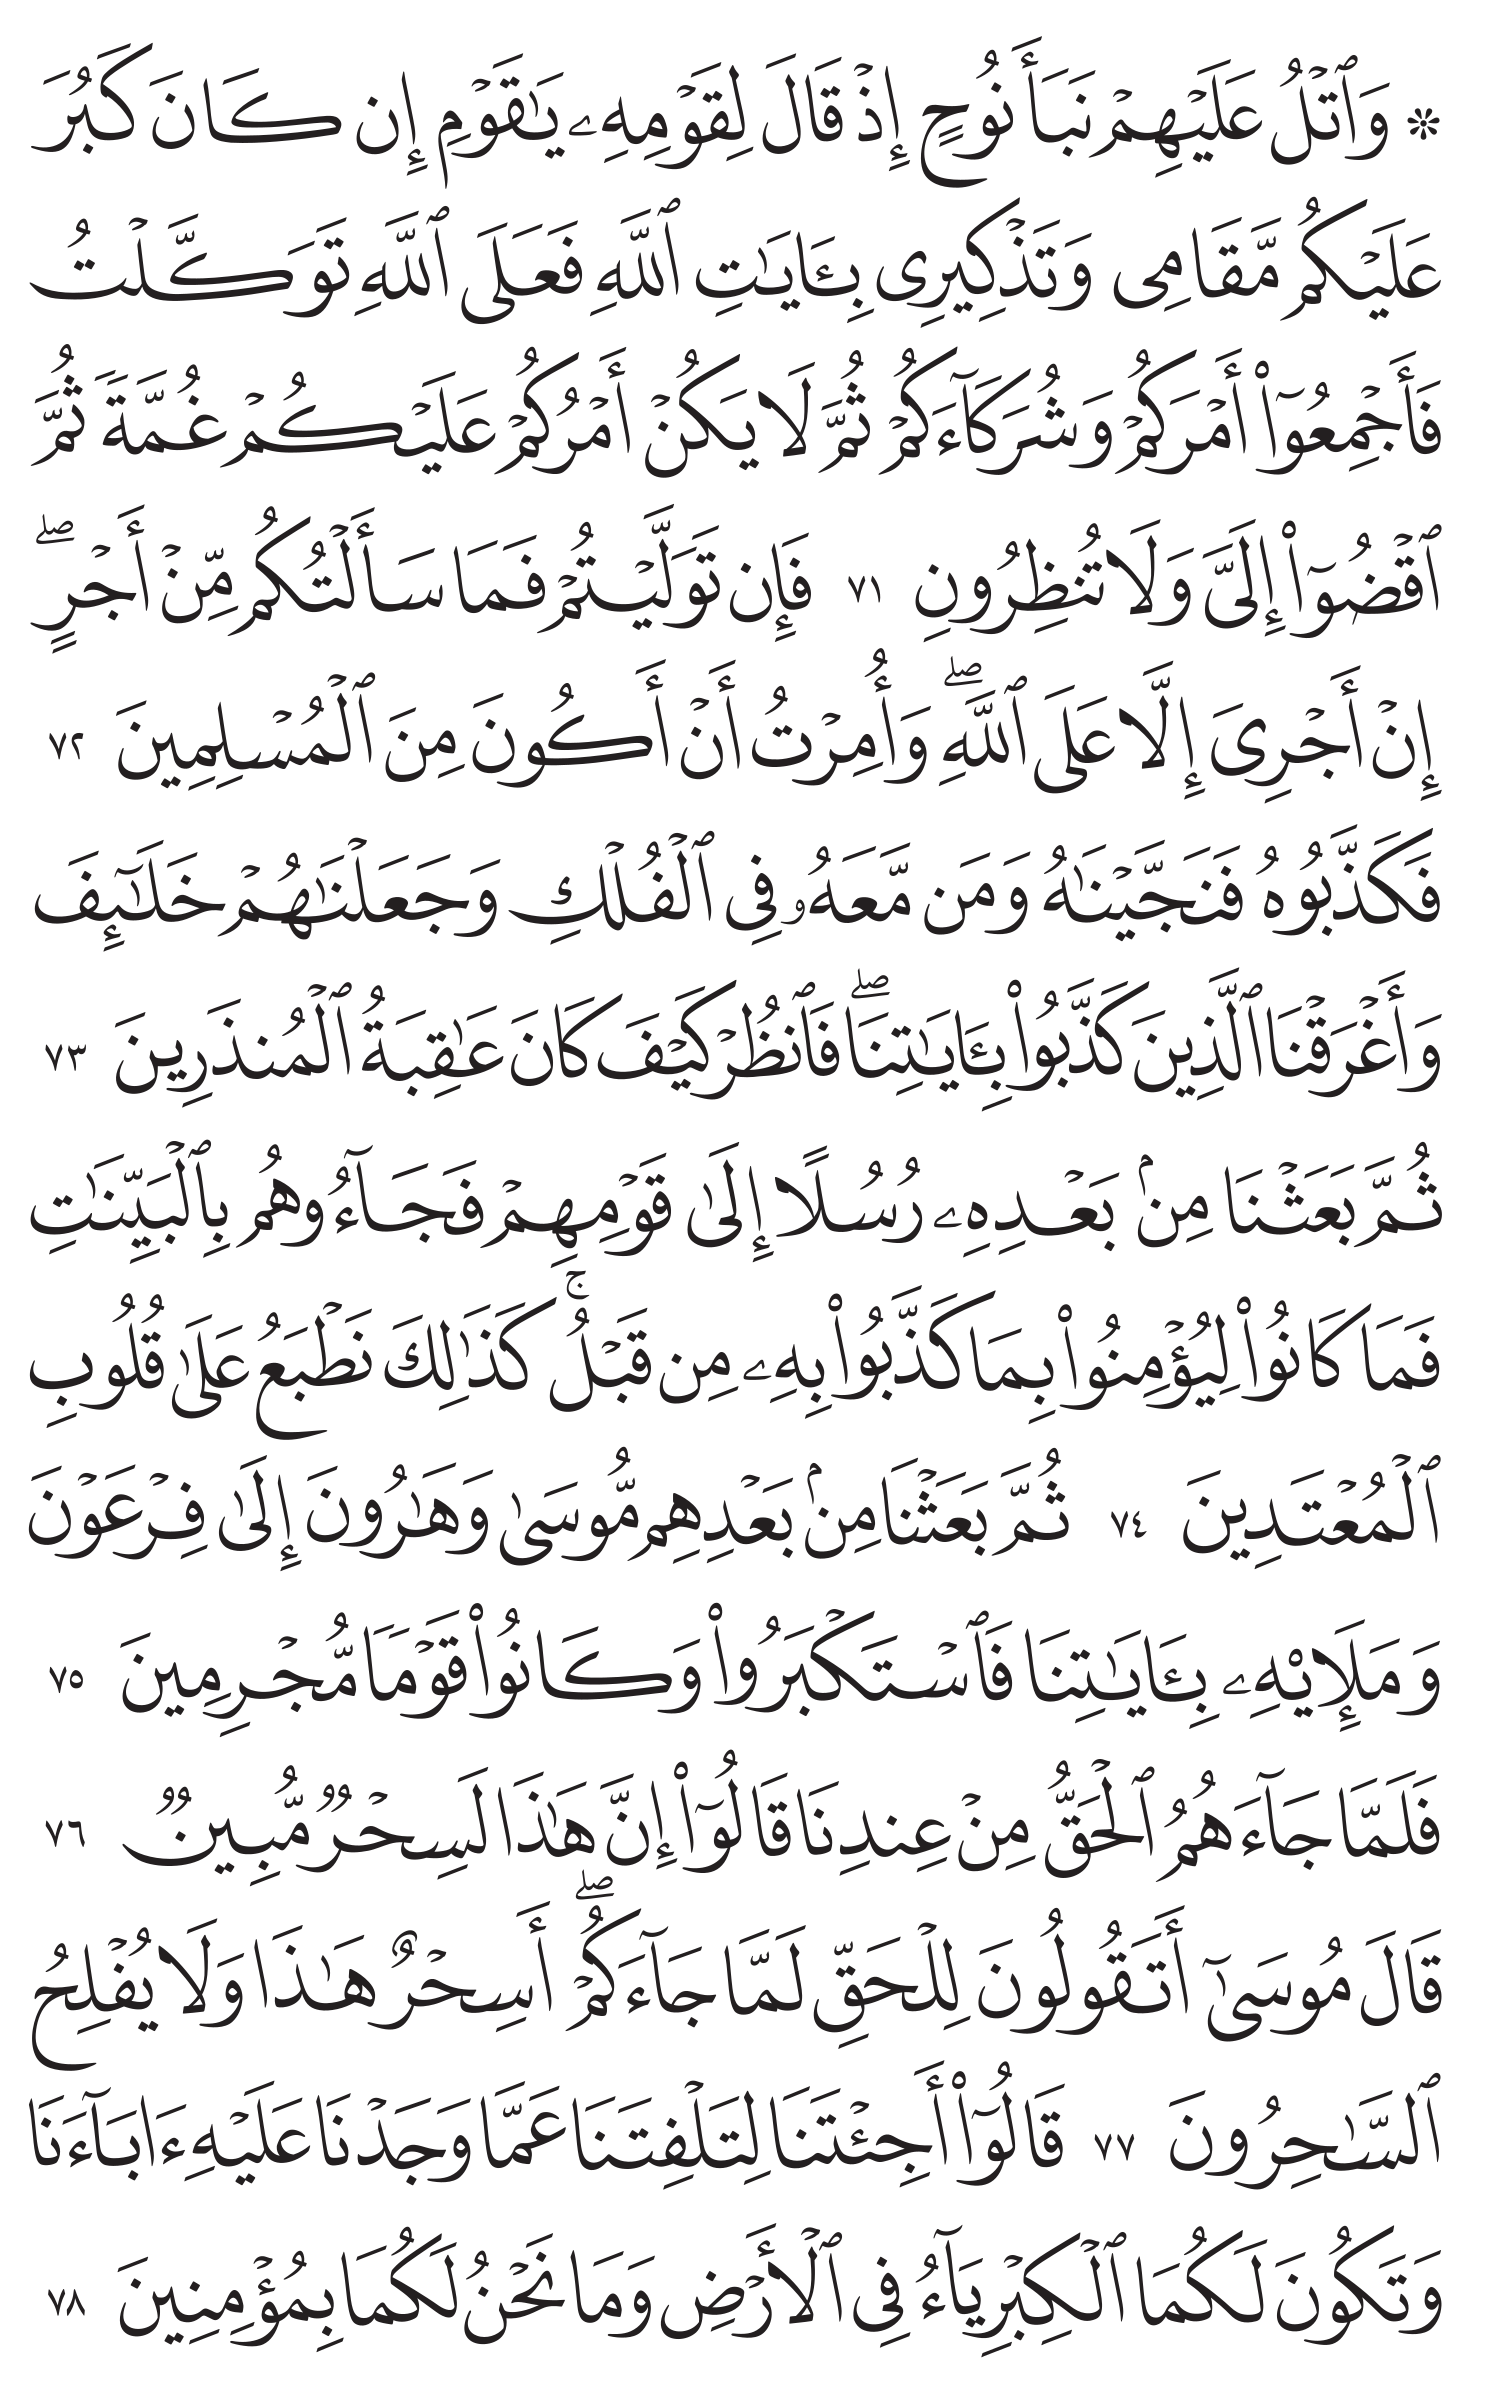 ۞ وَٱتۡلُ عَلَيۡهِمۡ نَبَأَ نُوحٍ إِذۡ قَالَ لِقَوۡمِهِۦ يَٰقَوۡمِ إِن كَانَ كَبُرَ
عَلَيۡكُم مَّقَامِي وَتَذۡكِيرِي بِـَٔايَٰتِ ٱللَّهِ فَعَلَى ٱللَّهِ تَوَكَّلۡتُ
فَأَجۡمِعُوٓاْ أَمۡرَكُمۡ وَشُرَكَآءَكُمۡ ثُمَّ لَا يَكُنۡ أَمۡرُكُمۡ عَلَيۡكُمۡ غُمَّةٗ ثُمَّ
ٱقۡضُوٓاْ إِلَيَّ وَلَا تُنظِرُونِ ٧١ فَإِن تَوَلَّيۡتُمۡ فَمَا سَأَلۡتُكُم مِّنۡ أَجۡرٍۖ
إِنۡ أَجۡرِيَ إِلَّا عَلَى ٱللَّهِۖ وَأُمِرۡتُ أَنۡ أَكُونَ مِنَ ٱلۡمُسۡلِمِينَ ٧٢
فَكَذَّبُوهُ فَنَجَّيۡنَٰهُ وَمَن مَّعَهُۥ فِي ٱلۡفُلۡكِ وَجَعَلۡنَٰهُمۡ خَلَٰٓئِفَ
وَأَغۡرَقۡنَا ٱلَّذِينَ كَذَّبُواْ بِـَٔايَٰتِنَاۖ فَٱنظُرۡ كَيۡفَ كَانَ عَٰقِبَةُ ٱلۡمُنذَرِينَ ٧٣
ثُمَّ بَعَثۡنَا مِنۢ بَعۡدِهِۦ رُسُلًا إِلَىٰ قَوۡمِهِمۡ فَجَآءُوهُم بِٱلۡبَيِّنَٰتِ
فَمَا كَانُواْ لِيُؤۡمِنُواْ بِمَا كَذَّبُواْ بِهِۦ مِن قَبۡلُۚ كَذَٰلِكَ نَطۡبَعُ عَلَىٰ قُلُوبِ
ٱلۡمُعۡتَدِينَ ٧٤ ثُمَّ بَعَثۡنَا مِنۢ بَعۡدِهِم مُّوسَىٰ وَهَٰرُونَ إِلَىٰ فِرۡعَوۡنَ
وَمَلَإِيْهِۦ بِـَٔايَٰتِنَا فَٱسۡتَكۡبَرُواْ وَكَانُواْ قَوۡمٗا مُّجۡرِمِينَ ٧٥
فَلَمَّا جَآءَهُمُ ٱلۡحَقُّ مِنۡ عِندِنَا قَالُوٓاْ إِنَّ هَٰذَا لَسِحۡرٞ مُّبِينٞ ٧٦
قَالَ مُوسَىٰٓ أَتَقُولُونَ لِلۡحَقِّ لَمَّا جَآءَكُمۡۖ أَسِحۡرٌ هَٰذَا وَلَا يُفۡلِحُ
ٱلسَّٰحِرُونَ ٧٧ قَالُوٓاْ أَجِئۡتَنَا لِتَلۡفِتَنَا عَمَّا وَجَدۡنَا عَلَيۡهِ ءَابَآءَنَا
وَتَكُونَ لَكُمَا ٱلۡكِبۡرِيَآءُ فِي ٱلۡأَرۡضِ وَمَا نَحۡنُ لَكُمَا بِمُؤۡمِنِينَ ٧٨